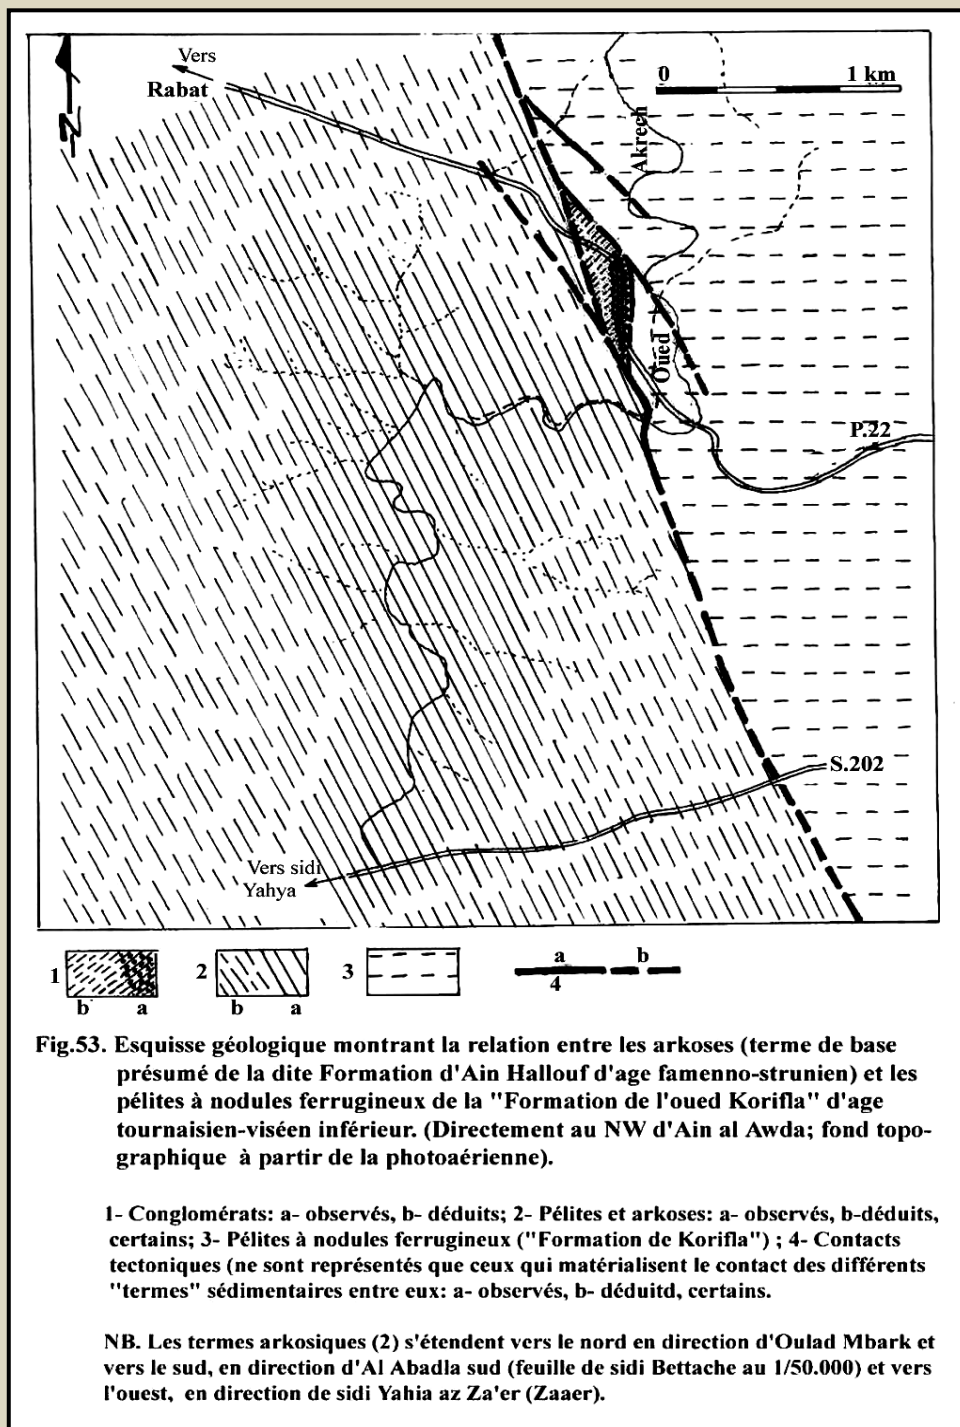 Vers
Rabat
N
0 1 km
Akrech
Oued
P.22
S.202
Vers sidi
Yahya
1 b a
2 b a
3
a b
4
Fig.53. Esquisse géologique montrant la relation entre les arkoses (terme de base
présumé de la dite Formation d'Ain Hallouf d'age famenno-strunien) et les
pélites à nodules ferrugineux de la "Formation de l'oued Korifla" d'age
tournaisien-viséen inférieur. (Directement au NW d'Ain al Awda; fond topo-
graphique à partir de la photoaérienne).
1- Conglomérats: a- observés, b- déduits; 2- Pélites et arkoses: a- observés, b-déduits,
certains; 3- Pélites à nodules ferrugineux ("Formation de Korifla") ; 4- Contacts
tectoniques (ne sont représentés que ceux qui matérialisent le contact des différents
"termes" sédimentaires entre eux: a- observés, b- déduitd, certains.
NB. Les termes arkosiques (2) s'étendent vers le nord en direction d'Oulad Mbark et
vers le sud, en direction d'Al Abadla sud (feuille de sidi Bettache au 1/50.000) et vers
l'ouest, en direction de sidi Yahia az Za'er (Zaaer).